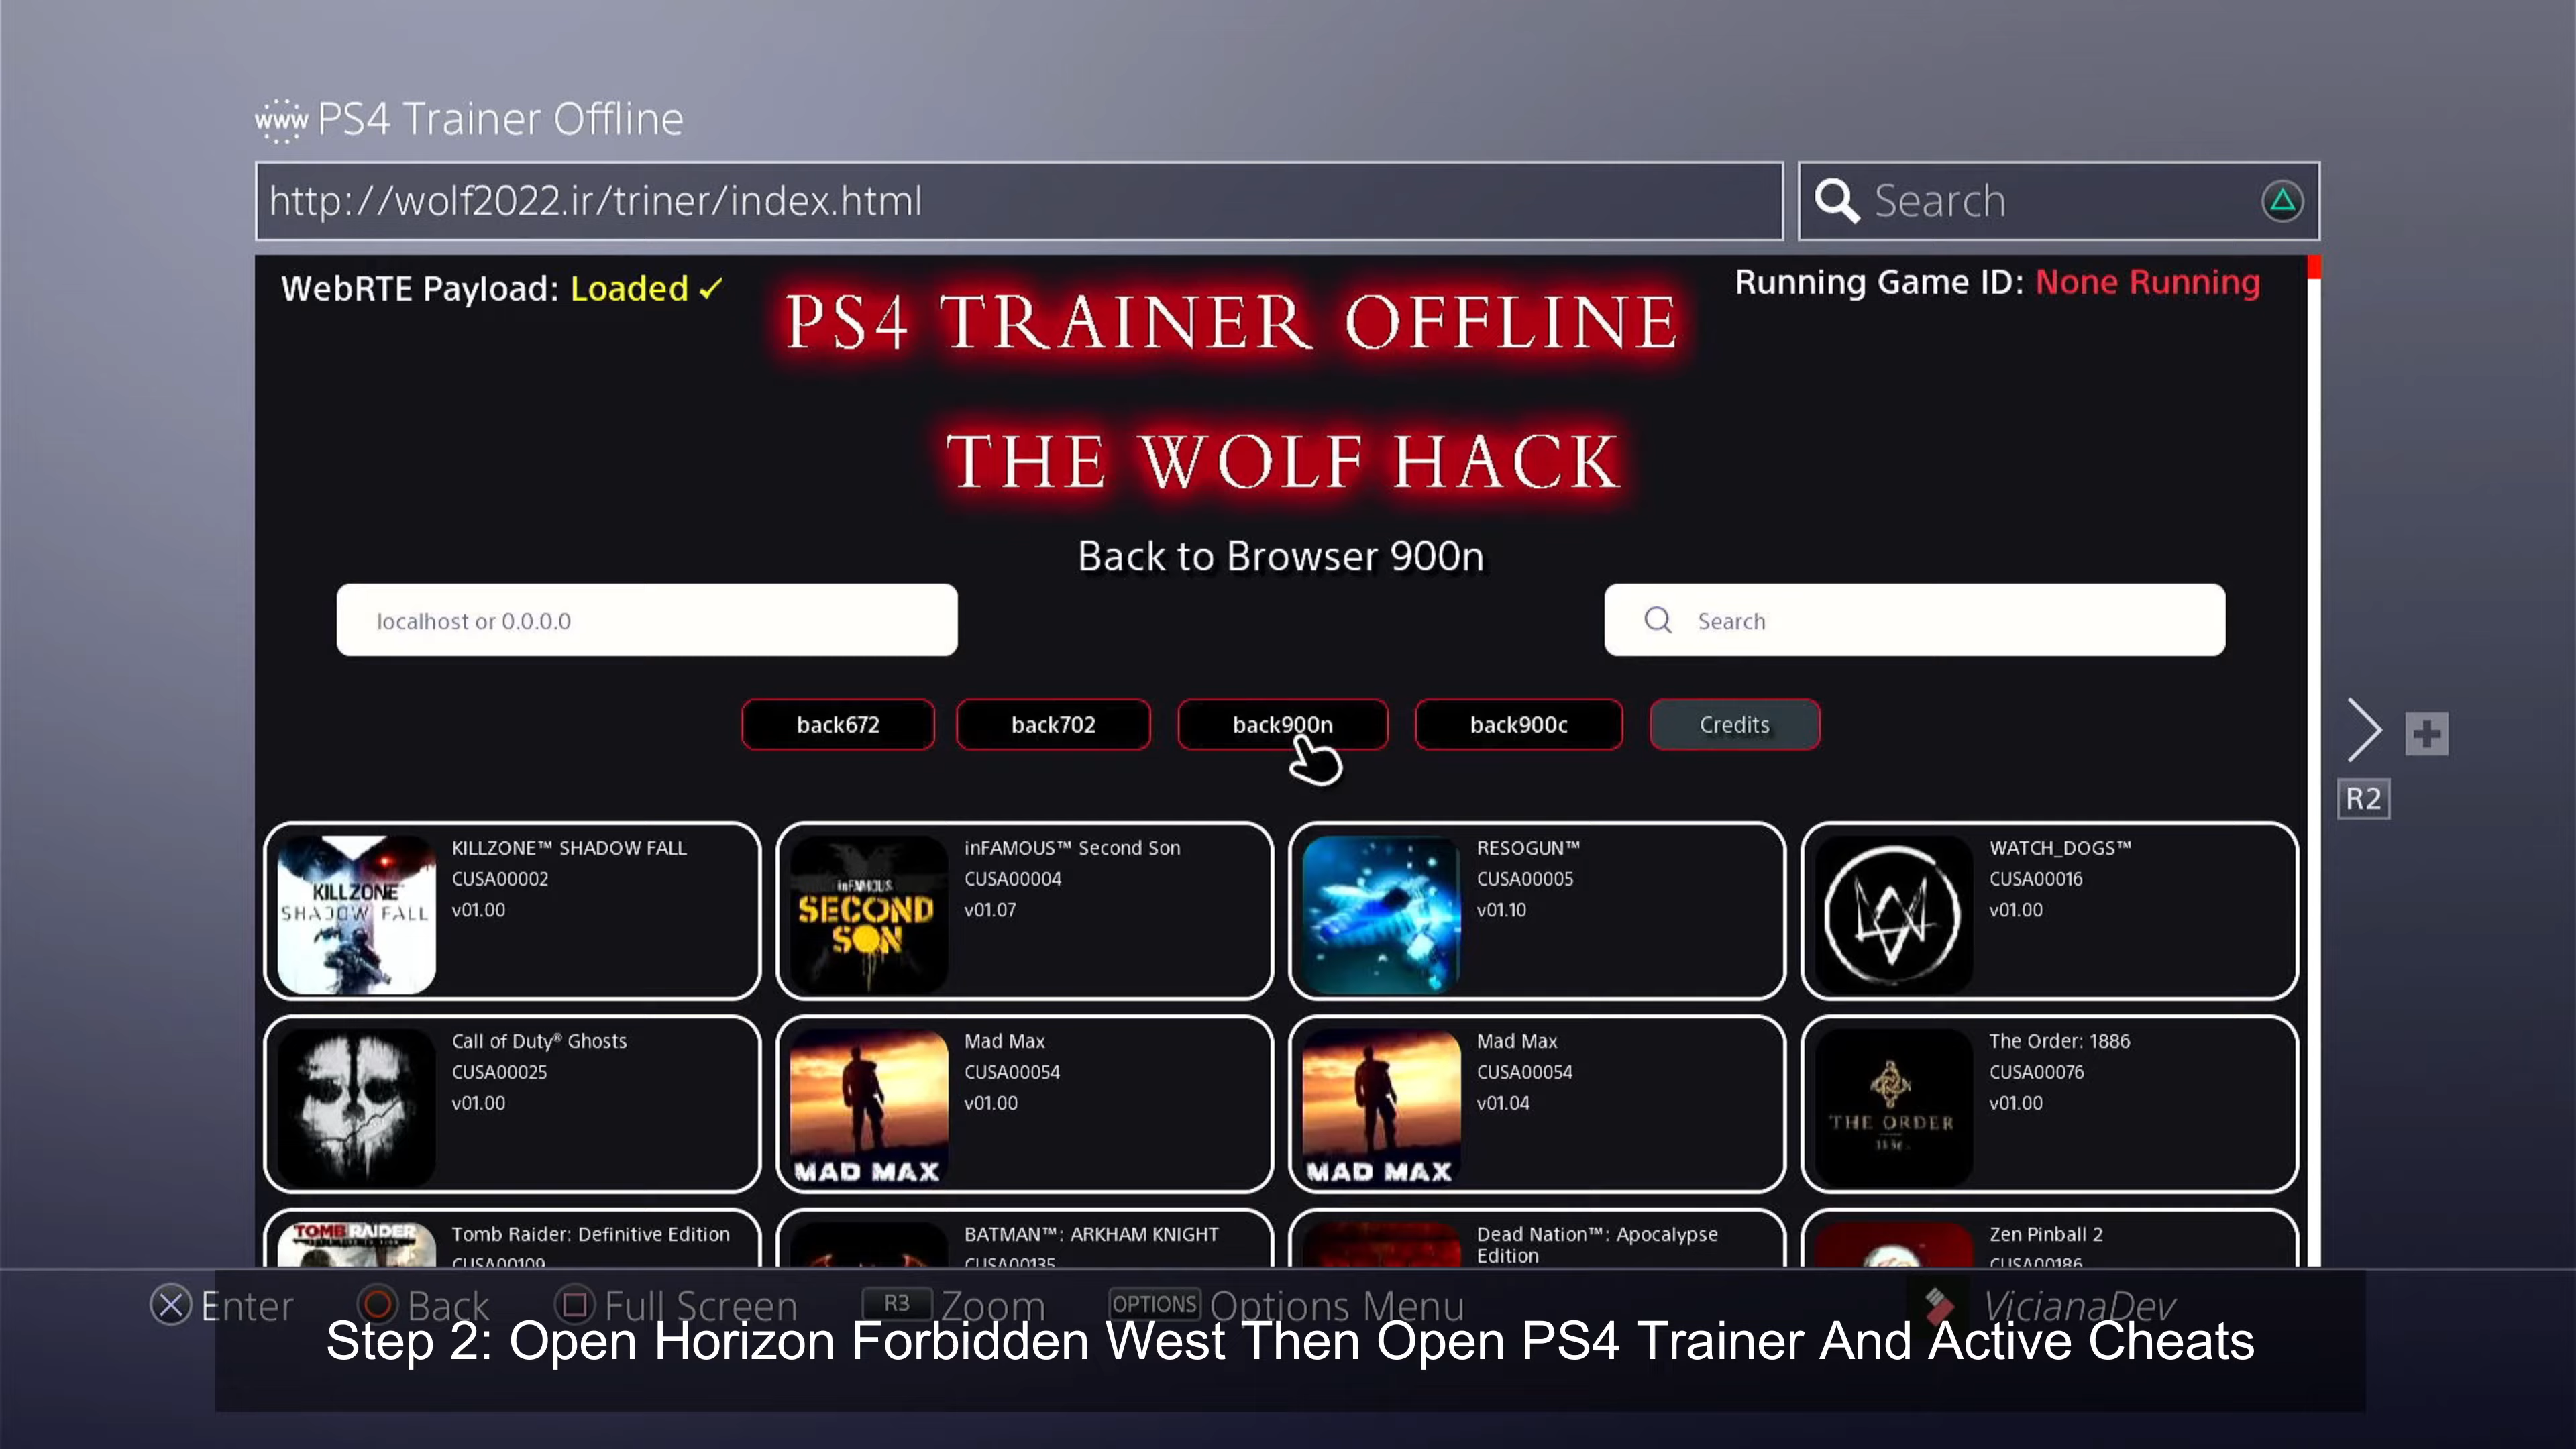 www PS4 Trainer Offline
http://wolf2022.ir/triner/index.html
Search
WebRTE Payload: Loaded ✓
Running Game ID: None Running
PS4 TRAINER OFFLINE
THE WOLF HACK
Back to Browser 900n
localhost or 0.0.0.0
Search
back672
back702
back900n
back900c
Credits
R2
KILLZONE
SHADOW FALL
KILLZONE™ SHADOW FALL
CUSA00002
v01.00
inFAMOUS
SECOND
SON
inFAMOUS™ Second Son
CUSA00004
v01.07
RESOGUN™
CUSA00005
v01.10
WATCH_DOGS™
CUSA00016
v01.00
Call of Duty® Ghosts
CUSA00025
v01.00
MAD MAX
Mad Max
CUSA00054
v01.00
MAD MAX
Mad Max
CUSA00054
v01.04
THE ORDER
The Order: 1886
CUSA00076
v01.00
TOMB RAIDER
Tomb Raider: Definitive Edition
CUSA00109
BATMAN™: ARKHAM KNIGHT
CUSA00135
Dead Nation™: Apocalypse
Edition
Zen Pinball 2
CUSA00186
Enter
Back
Full Screen
R3 Zoom
OPTIONS Options Menu
VicianaDev
Step 2: Open Horizon Forbidden West Then Open PS4 Trainer And Active Cheats